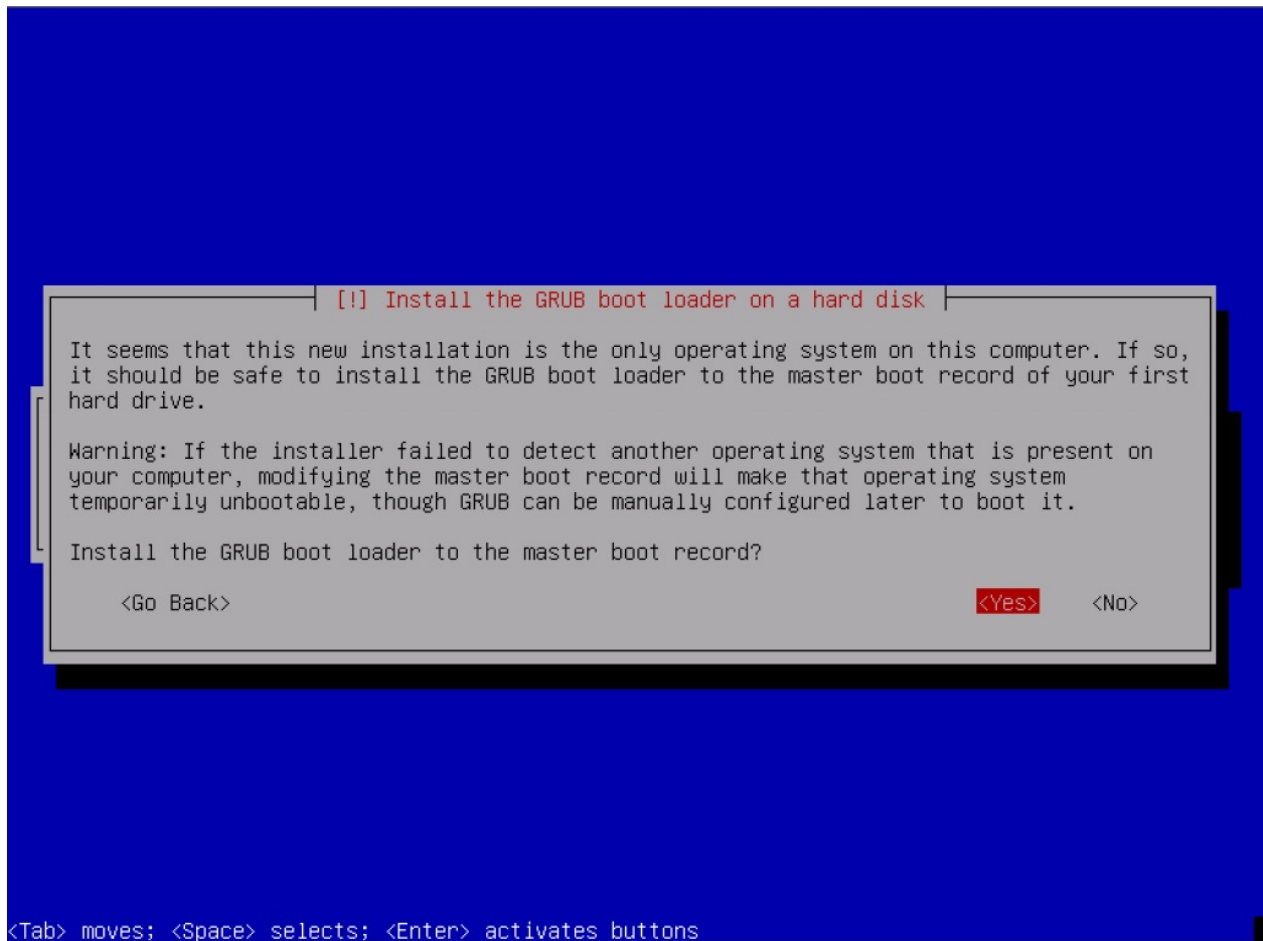 [!] Install the GRUB boot loader on a hard disk
It seems that this new installation is the only operating system on this computer. If so,
it should be safe to install the GRUB boot loader to the master boot record of your first
hard drive.
Warning: If the installer failed to detect another operating system that is present on
your computer, modifying the master boot record will make that operating system
temporarily unbootable, though GRUB can be manually configured later to boot it.
Install the GRUB boot loader to the master boot record?
<Go Back> <Yes> <No>
<Tab> moves; <Space> selects; <Enter> activates buttons